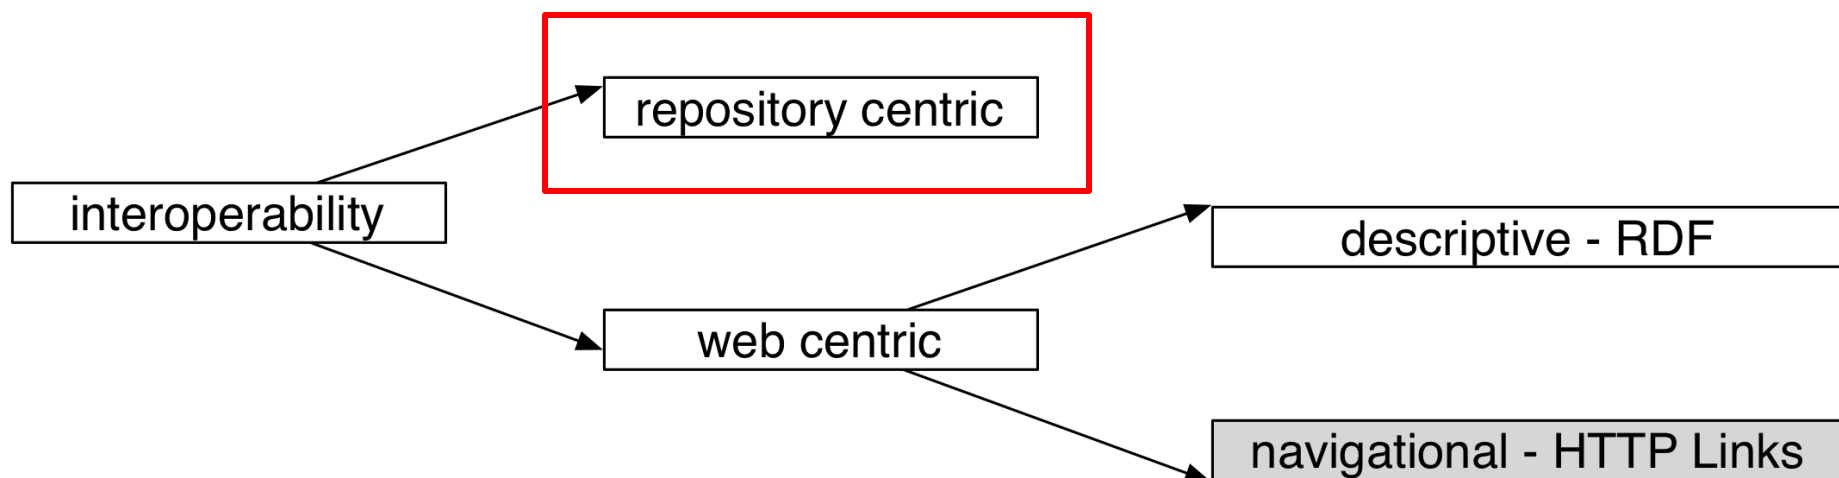 repository centric
interoperability
descriptive - RDF
web centric
navigational - HTTP Links